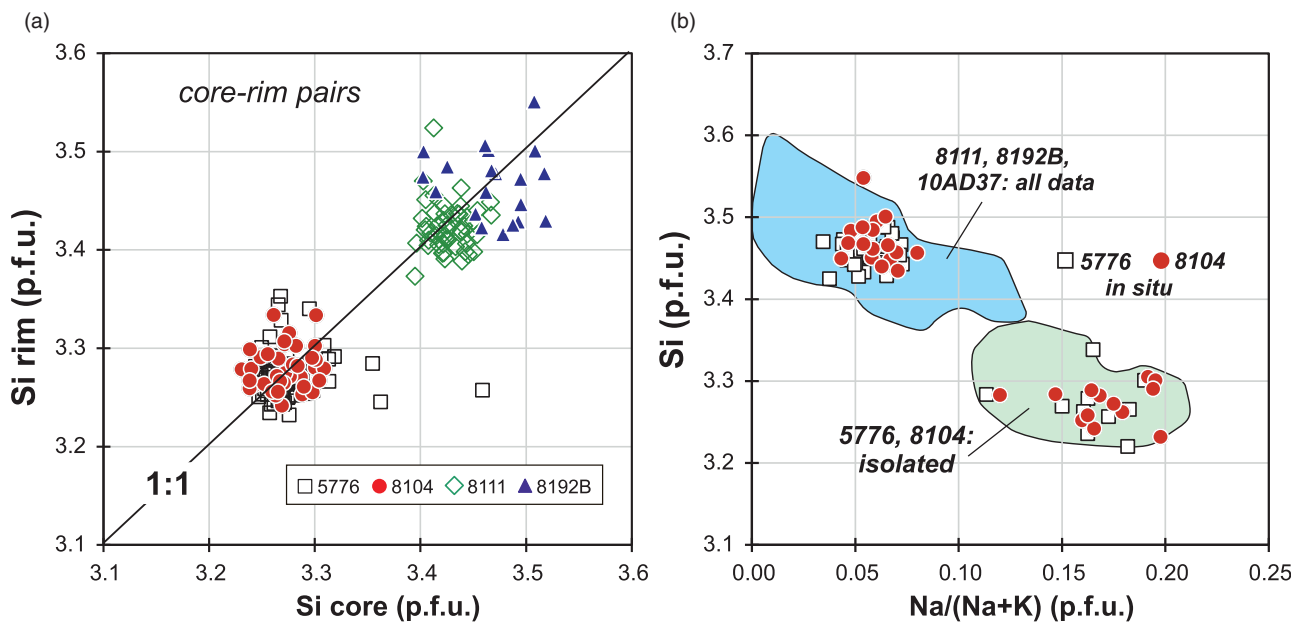 (a)
3.6
3.5
3.4
3.3
3.2
3.1
Si rim (p.f.u.)
core-rim pairs
1:1
5776 8104 8111 8192B
3.1 3.2 3.3 3.4 3.5 3.6
Si core (p.f.u.)
(b)
3.7
3.6
3.5
3.4
3.3
3.2
3.1
Si (p.f.u.)
8111, 8192B,
10AD37: all data
5776 8104
in situ
5776, 8104:
isolated
0.00 0.05 0.10 0.15 0.20 0.25
Na/(Na+K) (p.f.u.)